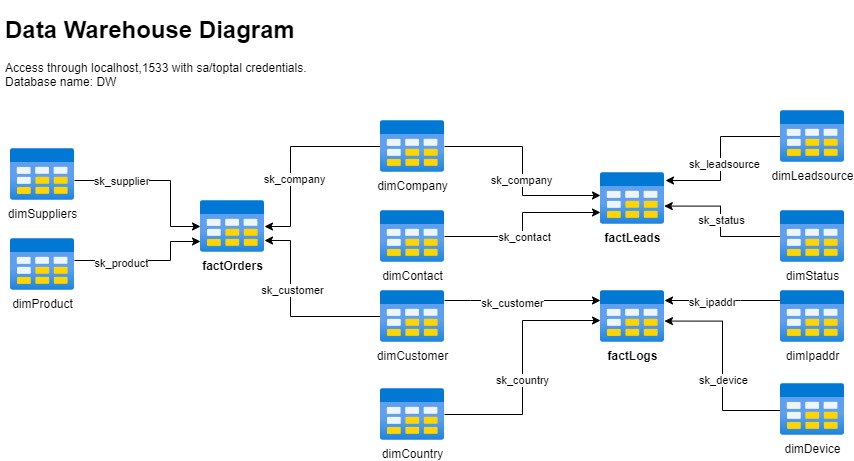 Data Warehouse Diagram
Access through localhost,1533 with sa/toptal credentials.
Database name: DW
sk_supplier
dimSuppliers
sk_product
dimProduct
factOrders
sk_company
sk_customer
dimCompany
dimContact
dimCustomer
dimCountry
sk_company
sk_contact
sk_customer
sk_country
factLeads
factLogs
sk_leadsource
sk_status
sk_ipaddr
sk_device
dimLeadsource
dimStatus
dimIpaddr
dimDevice